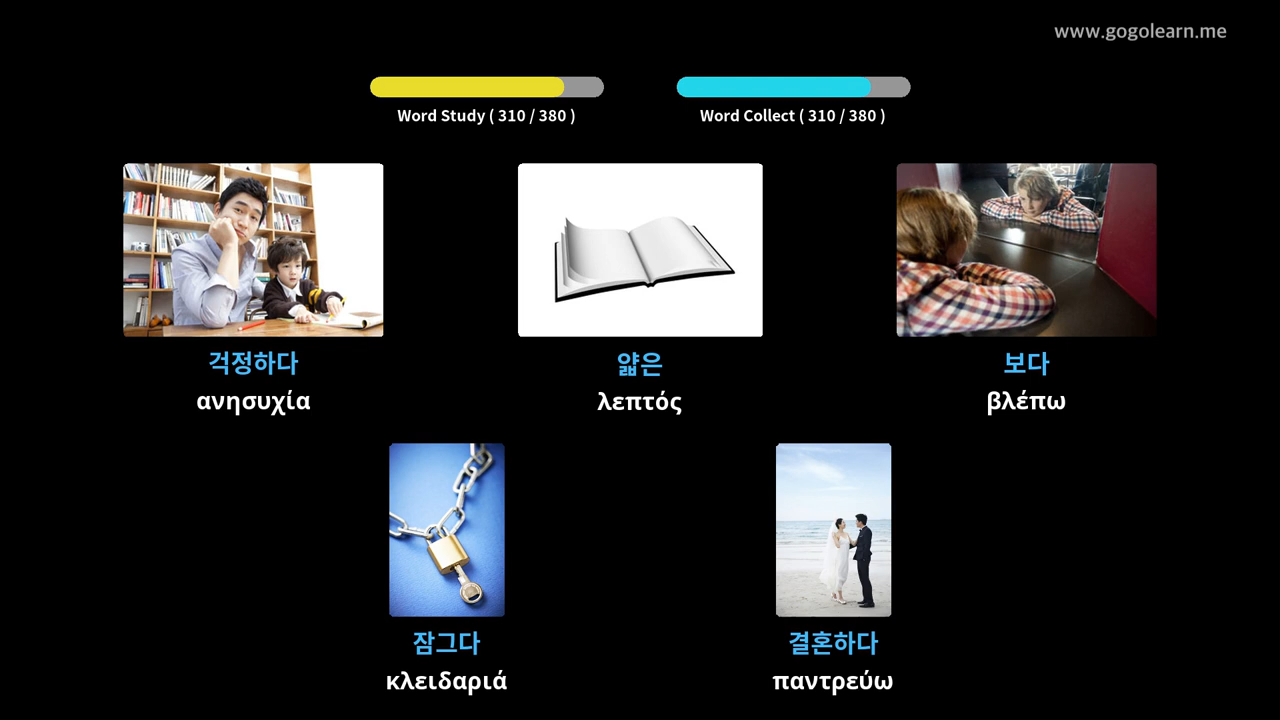 www.gogolearn.me
Word Study ( 310 / 380 )
Word Collect ( 310 / 380 )
걱정하다
ανησυχία
얇은
λεπτός
보다
βλέπω
잠그다
κλειδαριά
결혼하다
παντρεύω